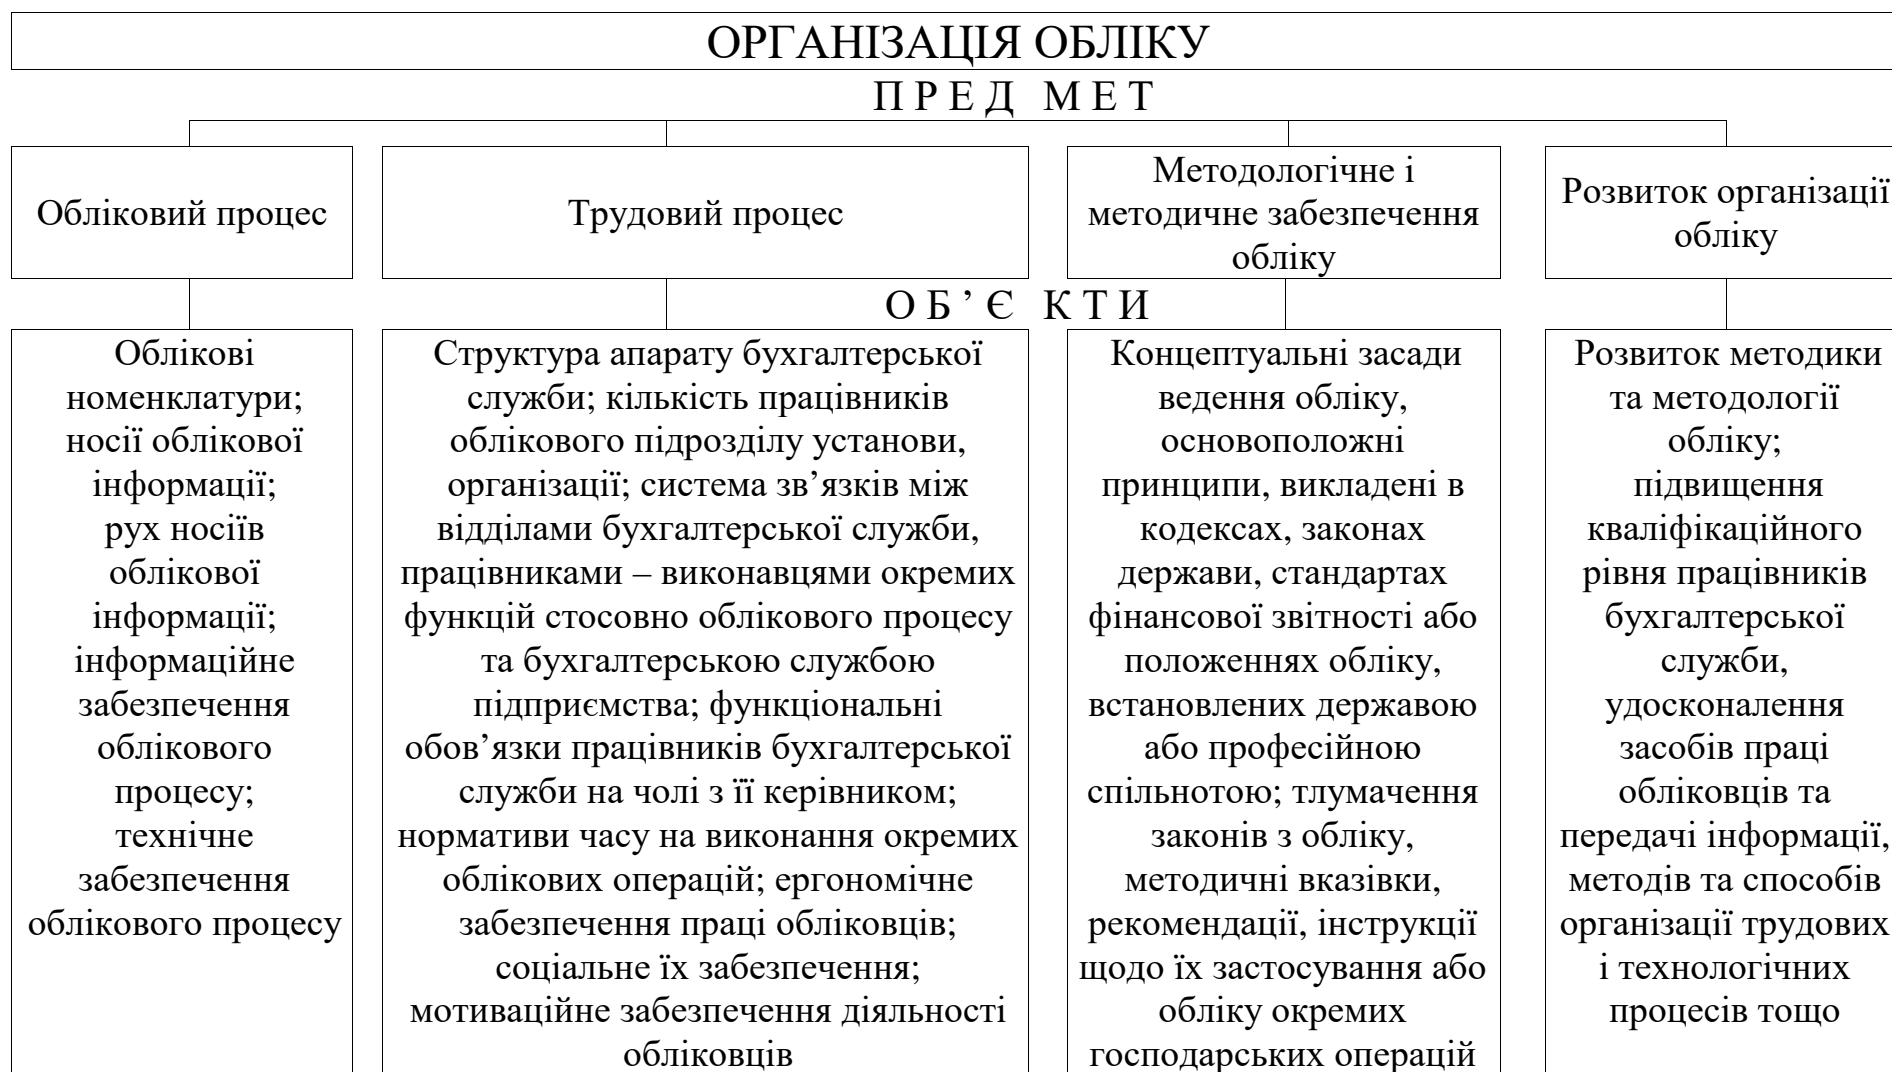 ОРГАНІЗАЦІЯ ОБЛІКУ
П Р Е Д М Е Т
Обліковий процес
Трудовий процес
Методологічне і
методичне забезпечення
обліку
Розвиток організації
обліку
О Б ’ Є К Т И
Облікові
номенклатури;
носії облікової
інформації;
рух носіїв
облікової
інформації;
інформаційне
забезпечення
облікового
процесу;
технічне
забезпечення
облікового процесу
Структура апарату бухгалтерської
служби; кількість працівників
облікового підрозділу установи,
організації; система зв’язків між
відділами бухгалтерської служби,
працівниками – виконавцями окремих
функцій стосовно облікового процесу
та бухгалтерською службою
підприємства; функціональні
обов’язки працівників бухгалтерської
служби на чолі з її керівником;
нормативи часу на виконання окремих
облікових операцій; ергономічне
забезпечення праці обліковців;
соціальне їх забезпечення;
мотиваційне забезпечення діяльності
обліковців
Концептуальні засади
ведення обліку,
основоположні
принципи, викладені в
кодексах, законах
держави, стандартах
фінансової звітності або
положеннях обліку,
встановлених державою
або професійною
спільнотою; тлумачення
законів з обліку,
методичні вказівки,
рекомендації, інструкції
щодо їх застосування або
обліку окремих
господарських операцій
Розвиток методики
та методології
обліку;
підвищення
кваліфікаційного
рівня працівників
бухгалтерської
служби,
удосконалення
засобів праці
обліковців та
передачі інформації,
методів та способів
організації трудових
і технологічних
процесів тощо